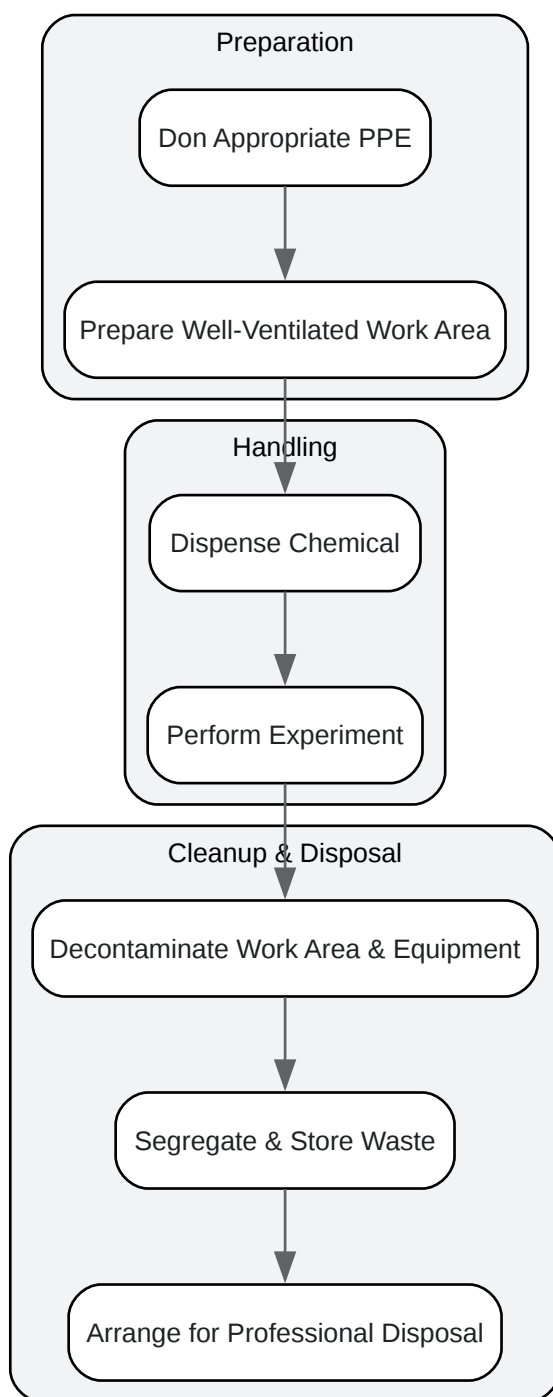 Preparation
Don Appropriate PPE
Prepare Well-Ventilated Work Area
Handling
Dispense Chemical
Perform Experiment
Cleanup & Disposal
Decontaminate Work Area & Equipment
Segregate & Store Waste
Arrange for Professional Disposal